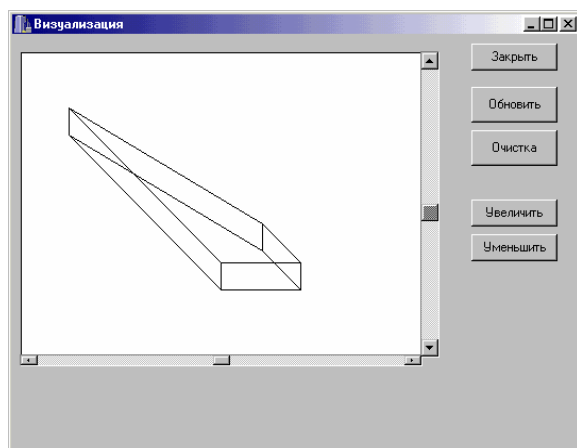 Визуализация
Закрыть
Обновить
Очистка
Увеличить
Уменьшить